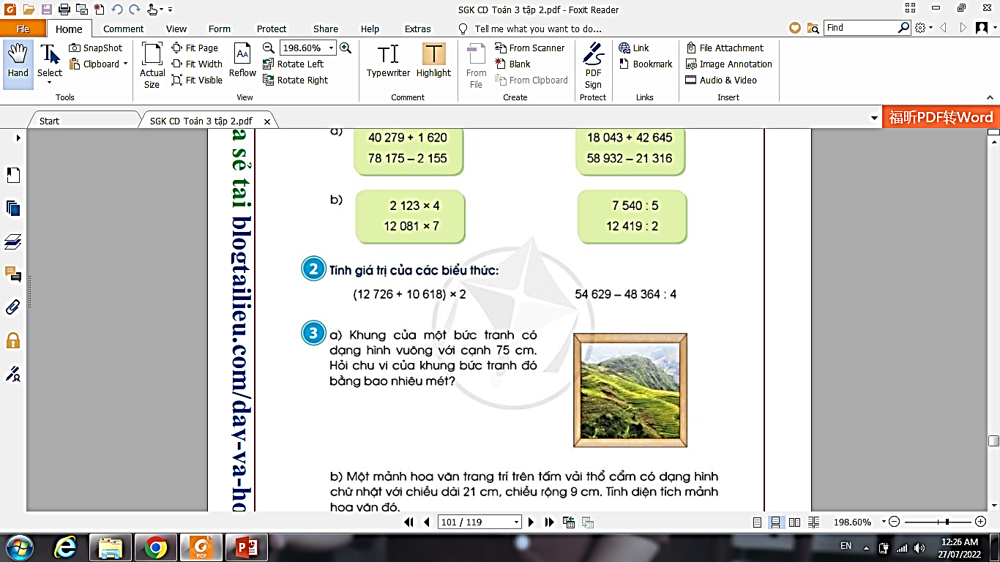 SGK CD Toán 3 tập 2.pdf - Foxit Reader
File Home Comment View Form Protect Share Help Extras Tell me what you want to do... Find
Hand
Select
SnapShot
Clipboard
Tools
Actual Size
Fit Page
Fit Width
Fit Visible
Reflow
198.60%
Rotate Left
Rotate Right
View
Typewriter
Highlight
Comment
From File
From Scanner
Blank
From Clipboard
Create
PDF Sign
Protect
Link
Bookmark
Links
File Attachment
Image Annotation
Audio & Video
Insert
Start
SGK CD Toán 3 tập 2.pdf
福昕PDF转Word
a sẻ tai blogtailieu.com/day-va-ho
a)
40 279 + 1 620
78 175 – 2 155
18 043 + 42 645
58 932 – 21 316
b)
2 123 × 4
12 081 × 7
7 540 : 5
12 419 : 2
2 Tính giá trị của các biểu thức:
(12 726 + 10 618) × 2
54 629 – 48 364 : 4
3 a) Khung của một bức tranh có
dạng hình vuông với cạnh 75 cm.
Hỏi chu vi của khung bức tranh đó
bằng bao nhiêu mét?
b) Một mảnh hoa văn trang trí trên tấm vải thổ cẩm có dạng hình
chữ nhật với chiều dài 21 cm, chiều rộng 9 cm. Tính diện tích mảnh
hoa văn đó.
101 / 119
198.60%
PDF
EN
12:26 AM
27/07/2022